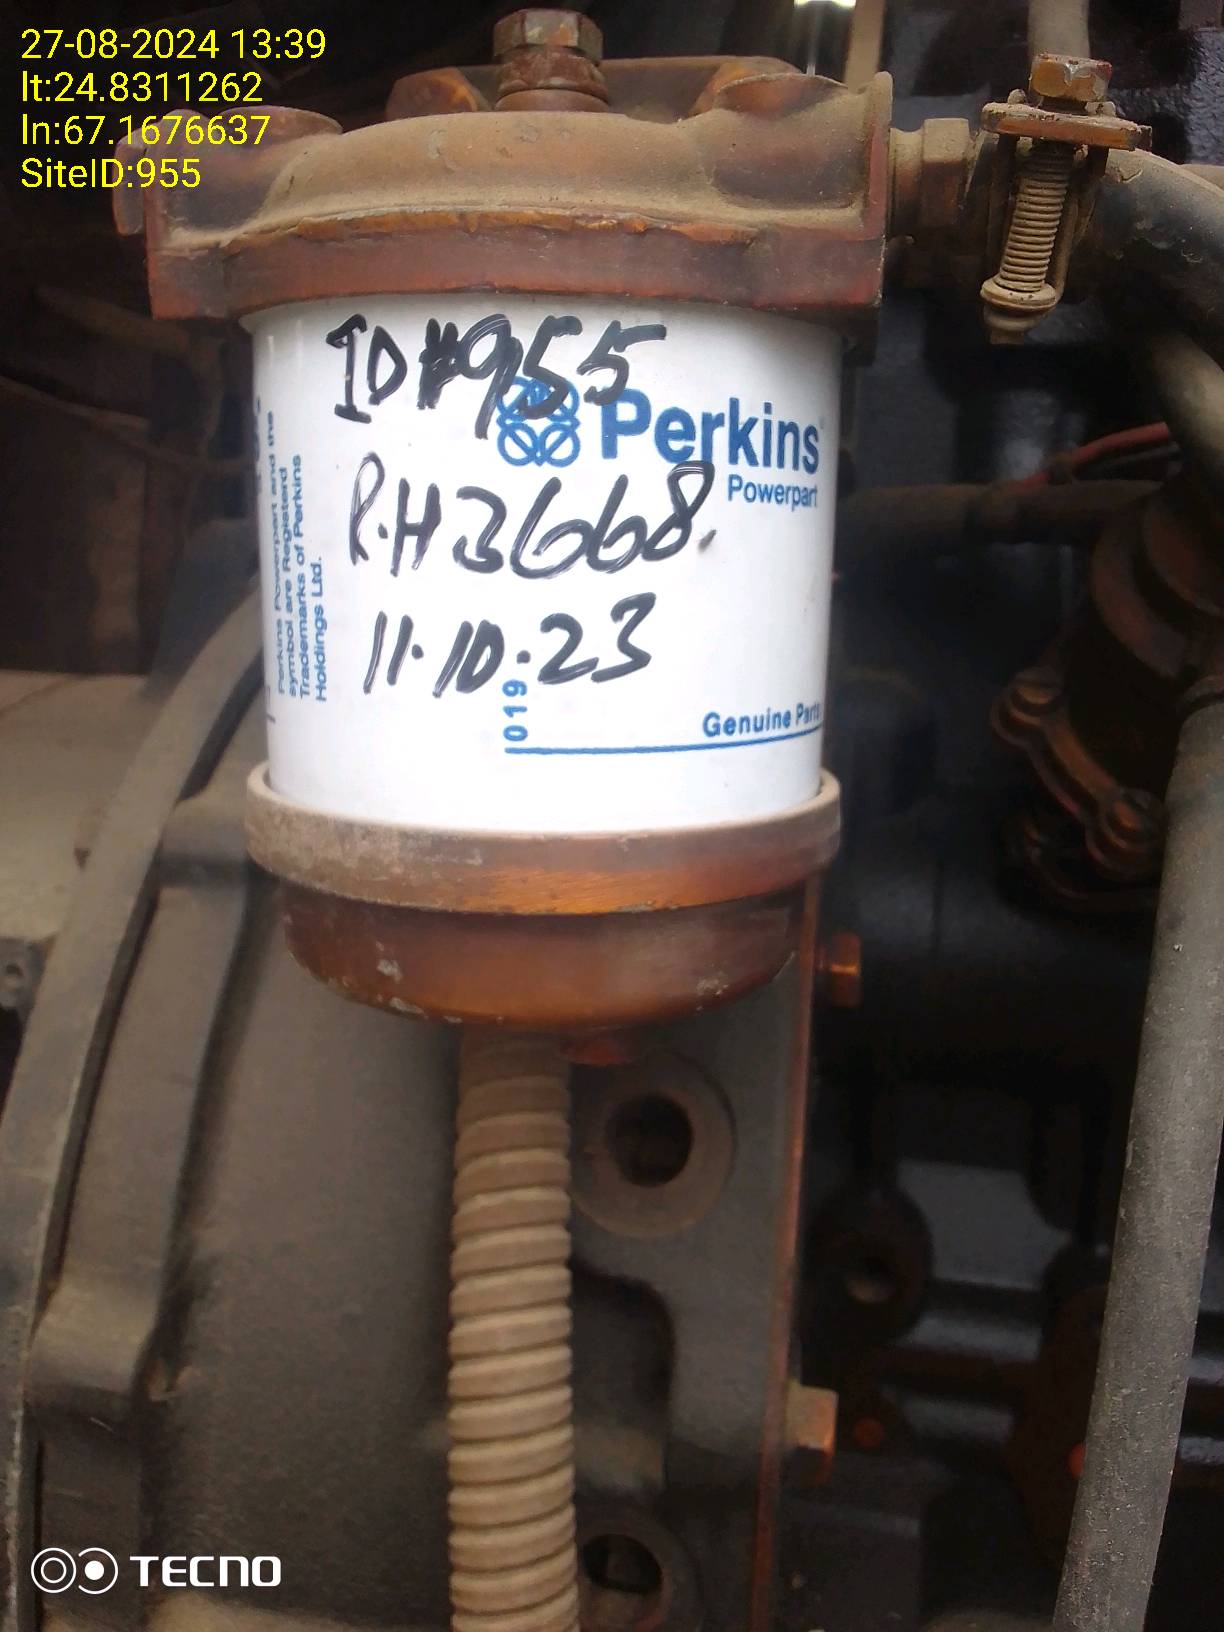 27-08-2024 13:39
lt:24.8311262
ln:67.1676637
SiteID:955
ID#955
Perkins
Powerpart
R.H 3668.
11.10.23
019
Genuine Parts
Perkins Powerpart and the
symbol are Registerd
Trademarks of Perkins
Holdings Ltd.
TECNO